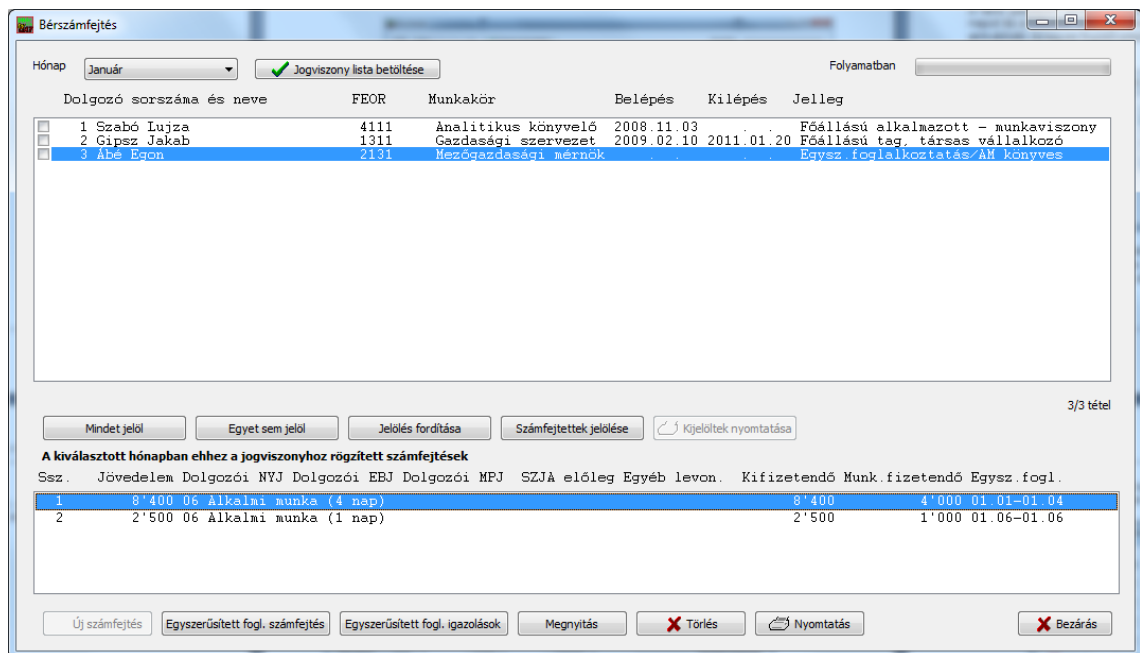 Bérszámfejtés
Hónap Január Jogviszony lista betöltése Folyamatban
Dolgozó sorszáma és neve FEOR Munkakör Belépés Kilépés Jelleg
1 Szabó Lujza 4111 Analitikus könyvelő 2008.11.03 . . Főállású alkalmazott - munkaviszony
2 Gipsz Jakab 1311 Gazdasági szervezet 2009.02.10 2011.01.20 Főállású tag, társas vállalkozó
3 Ábé Egon 2131 Mezőgazdasági mérnök . . . . Egysz.foglalkoztatás/AM könyves
3/3 tétel
Mindet jelöl Egyet sem jelöl Jelölés fordítása Számfejtettek jelölése Kijelöltek nyomtatása
A kiválasztott hónapban ehhez a jogviszonyhoz rögzített számfejtések
Ssz. Jövedelem Dolgozói NYJ Dolgozói EBJ Dolgozói MPJ SZJA előleg Egyéb levon. Kifizetendő Munk.fizetendő Egysz.fogl.
1 8'400 06 Alkalmi munka (4 nap) 8'400 4'000 01.01-01.04
2 2'500 06 Alkalmi munka (1 nap) 2'500 1'000 01.06-01.06
Új számfejtés Egyszerűsített fogl. számfejtés Egyszerűsített fogl. igazolások Megnyitás Törlés Nyomtatás Bezárás